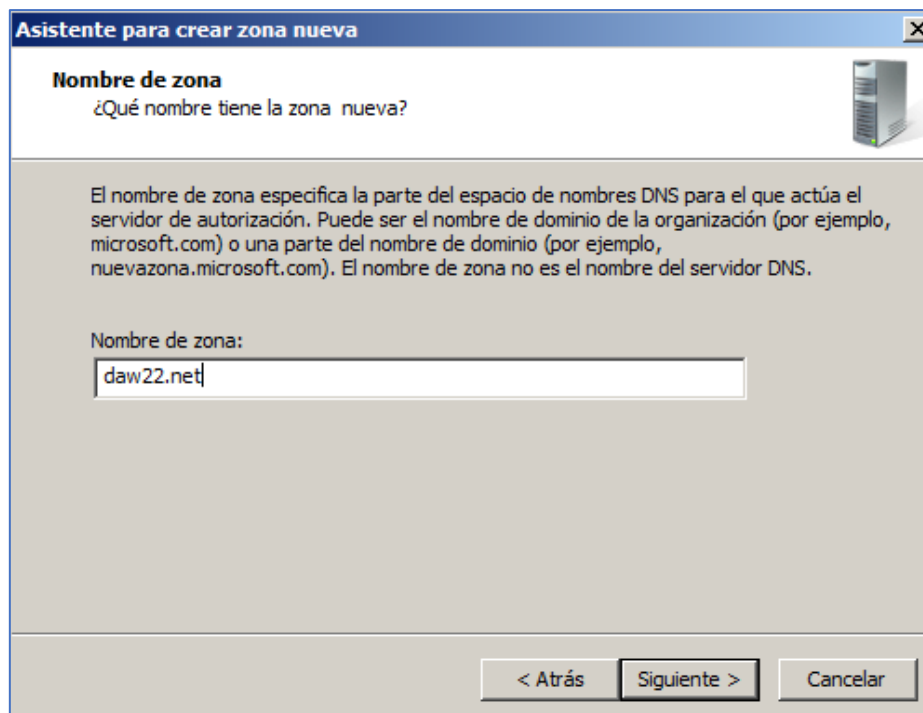 Asistente para crear zona nueva
Nombre de zona
¿Qué nombre tiene la zona nueva?
El nombre de zona especifica la parte del espacio de nombres DNS para el que actúa el
servidor de autorización. Puede ser el nombre de dominio de la organización (por ejemplo,
microsoft.com) o una parte del nombre de dominio (por ejemplo,
nuevazona.microsoft.com). El nombre de zona no es el nombre del servidor DNS.
Nombre de zona:
daw22.net
< Atrás Siguiente > Cancelar